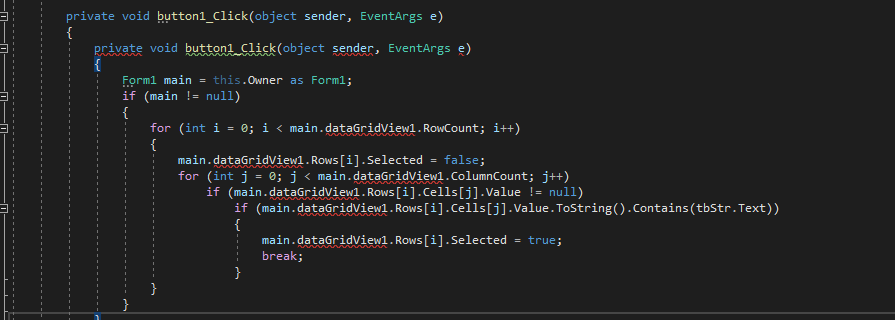 private void button1_Click(object sender, EventArgs e)
{
private void button1_Click(object sender, EventArgs e)
{
Form1 main = this.Owner as Form1;
if (main != null)
{
for (int i = 0; i < main.dataGridView1.RowCount; i++)
{
main.dataGridView1.Rows[i].Selected = false;
for (int j = 0; j < main.dataGridView1.ColumnCount; j++)
if (main.dataGridView1.Rows[i].Cells[j].Value != null)
if (main.dataGridView1.Rows[i].Cells[j].Value.ToString().Contains(tbStr.Text))
{
main.dataGridView1.Rows[i].Selected = true;
break;
}
}
}
}